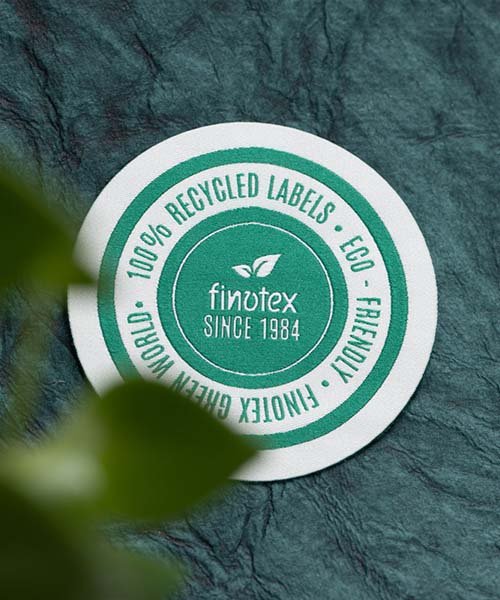 100% RECYCLED LABELS • ECO - FRIENDLY • FINOTEX GREEN WORLD •
finotex
SINCE 1984